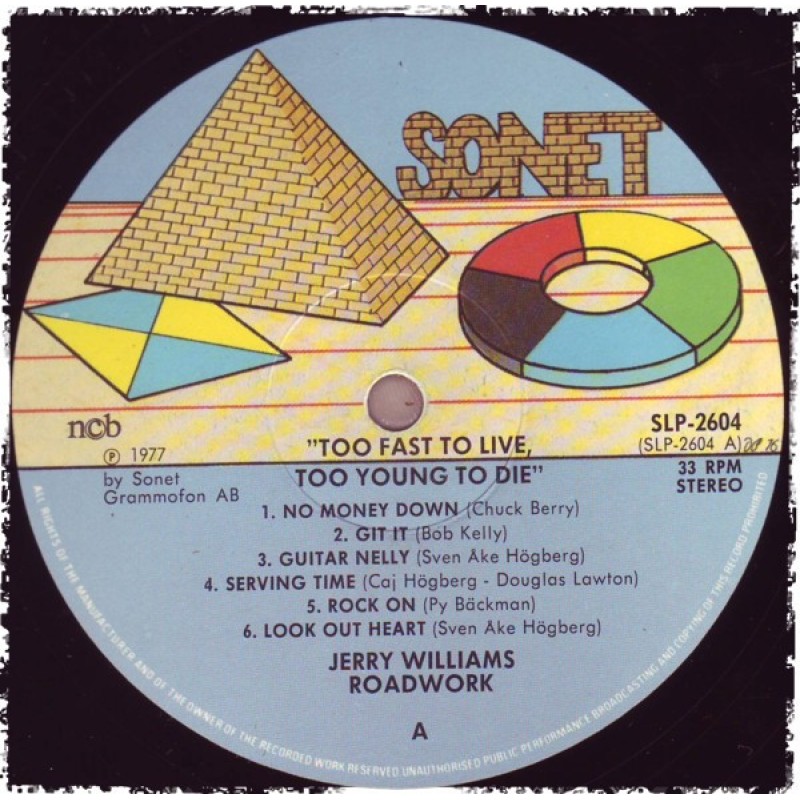 SONET
ncb
℗ 1977
by Sonet
Grammofon AB
SLP-2604
(SLP-2604 A)
33 RPM
STEREO
"TOO FAST TO LIVE,
TOO YOUNG TO DIE"
1. NO MONEY DOWN (Chuck Berry)
2. GIT IT (Bob Kelly)
3. GUITAR NELLY (Sven Åke Högberg)
4. SERVING TIME (Caj Högberg - Douglas Lawton)
5. ROCK ON (Py Bäckman)
6. LOOK OUT HEART (Sven Åke Högberg)
JERRY WILLIAMS
ROADWORK
A
ALL RIGHTS OF THE MANUFACTURER AND OF THE OWNER OF THE RECORDED WORK RESERVED UNAUTHORISED PUBLIC PERFORMANCE BROADCASTING AND COPYING OF THIS RECORD PROHIBITED